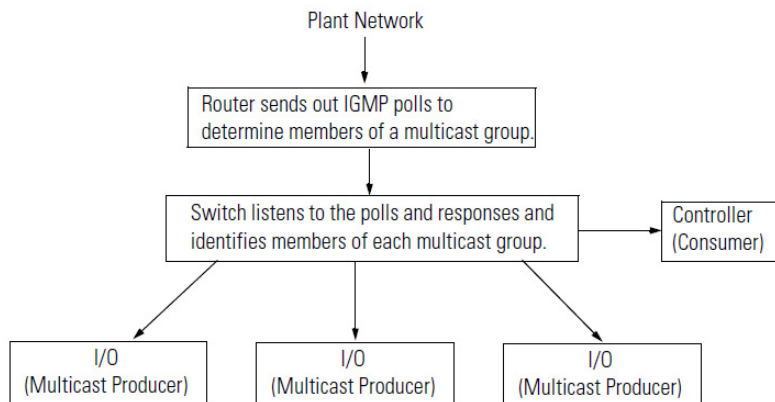 Plant Network
Router sends out IGMP polls to
determine members of a multicast group.
Switch listens to the polls and responses and
identifies members of each multicast group.
Controller
(Consumer)
I/O
(Multicast Producer)
I/O
(Multicast Producer)
I/O
(Multicast Producer)